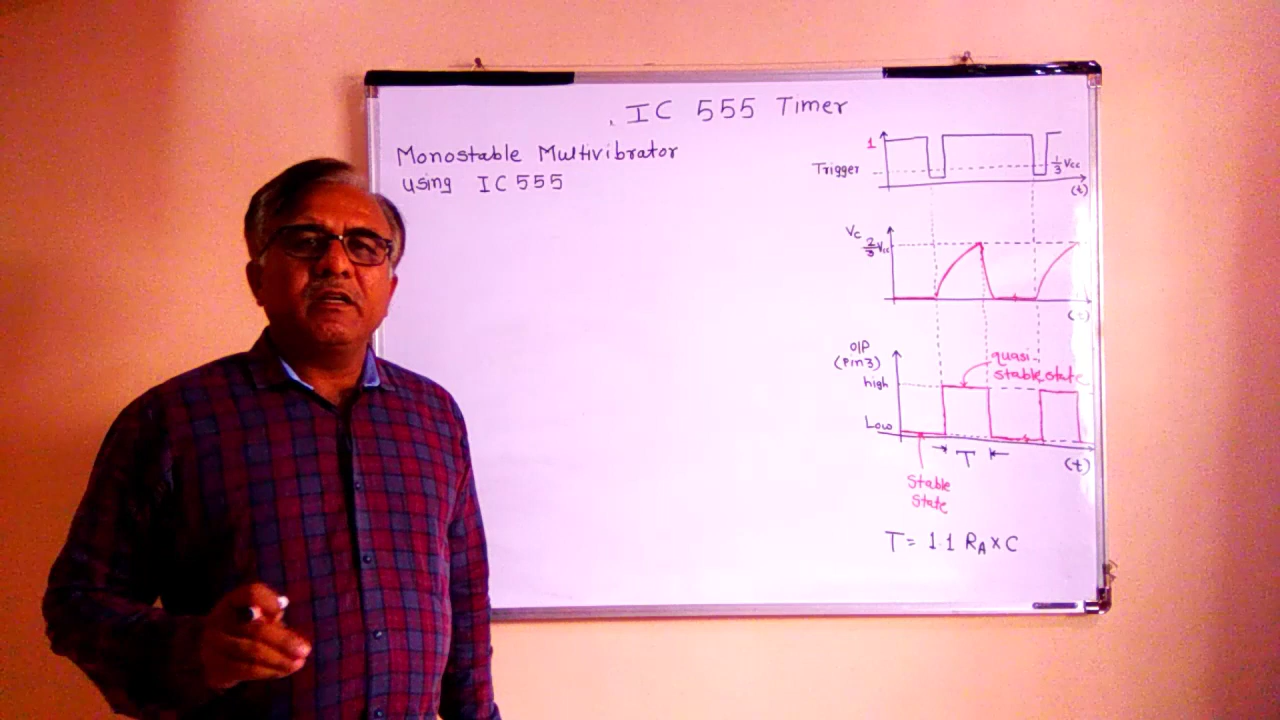 IC 555 Timer
Monostable Multivibrator
using IC 555
1
Trigger
1/3 Vcc
(t)
Vc
2/3 Vcc
(t)
O/P
(Pin3)
high
quasi-
stable state
Low
T
(t)
Stable
State
T= 1.1 RA×C